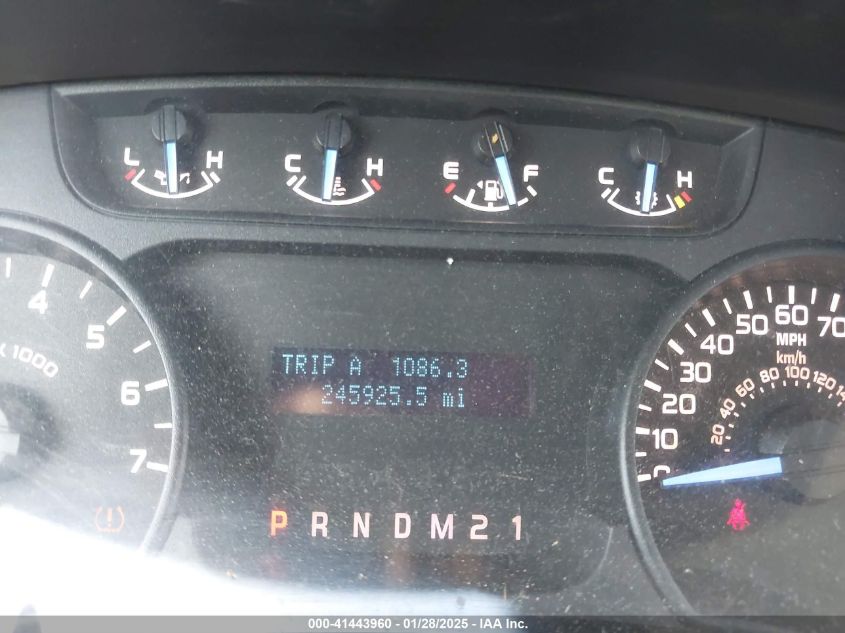 L H C H E F C H
4 5 6 7
x 1000
TRIP A 1086.3
245925.5 mi
P R N D M 2 1
0 10 20 30 40 50 60 70
MPH
km/h
20 40 60 80 100 120
000-41443960 - 01/28/2025 - IAA Inc.